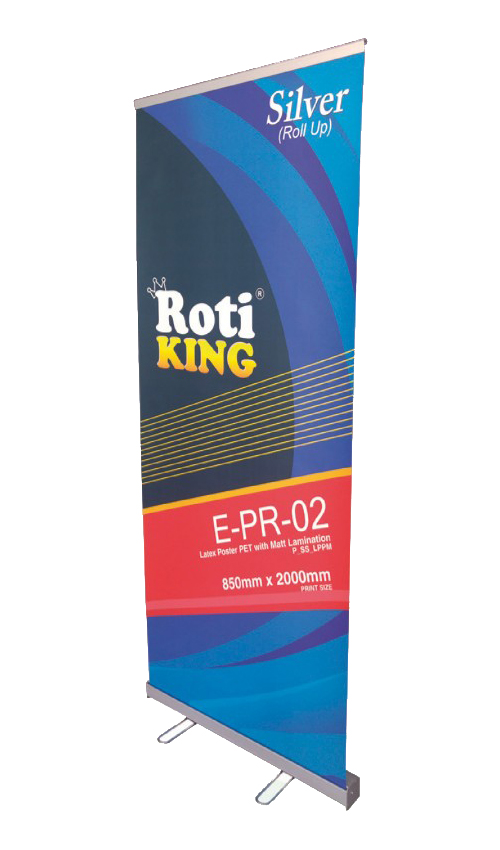 Silver
(Roll Up)
Roti ®
KING
E-PR-02
Latex Poster PET with Matt Lamination
P_SS_LPPM
850mm x 2000mm
PRINT SIZE